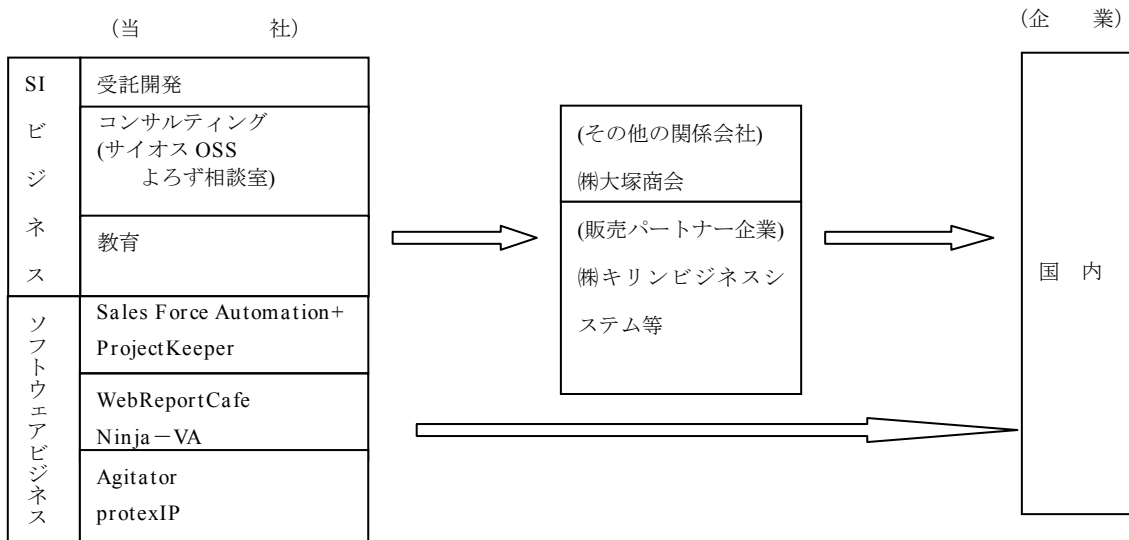 (当　　　社)
(企　業)
SIビジネス
受託開発
コンサルティング
(サイオス OSS
よろず相談室)
教育
ソフトウェアビジネス
Sales Force Automation+
ProjectKeeper
WebReportCafe
Ninja－VA
Agitator
protexIP
(その他の関係会社)
㈱大塚商会
(販売パートナー企業)
㈱キリンビジネスシ
ステム等
国　内